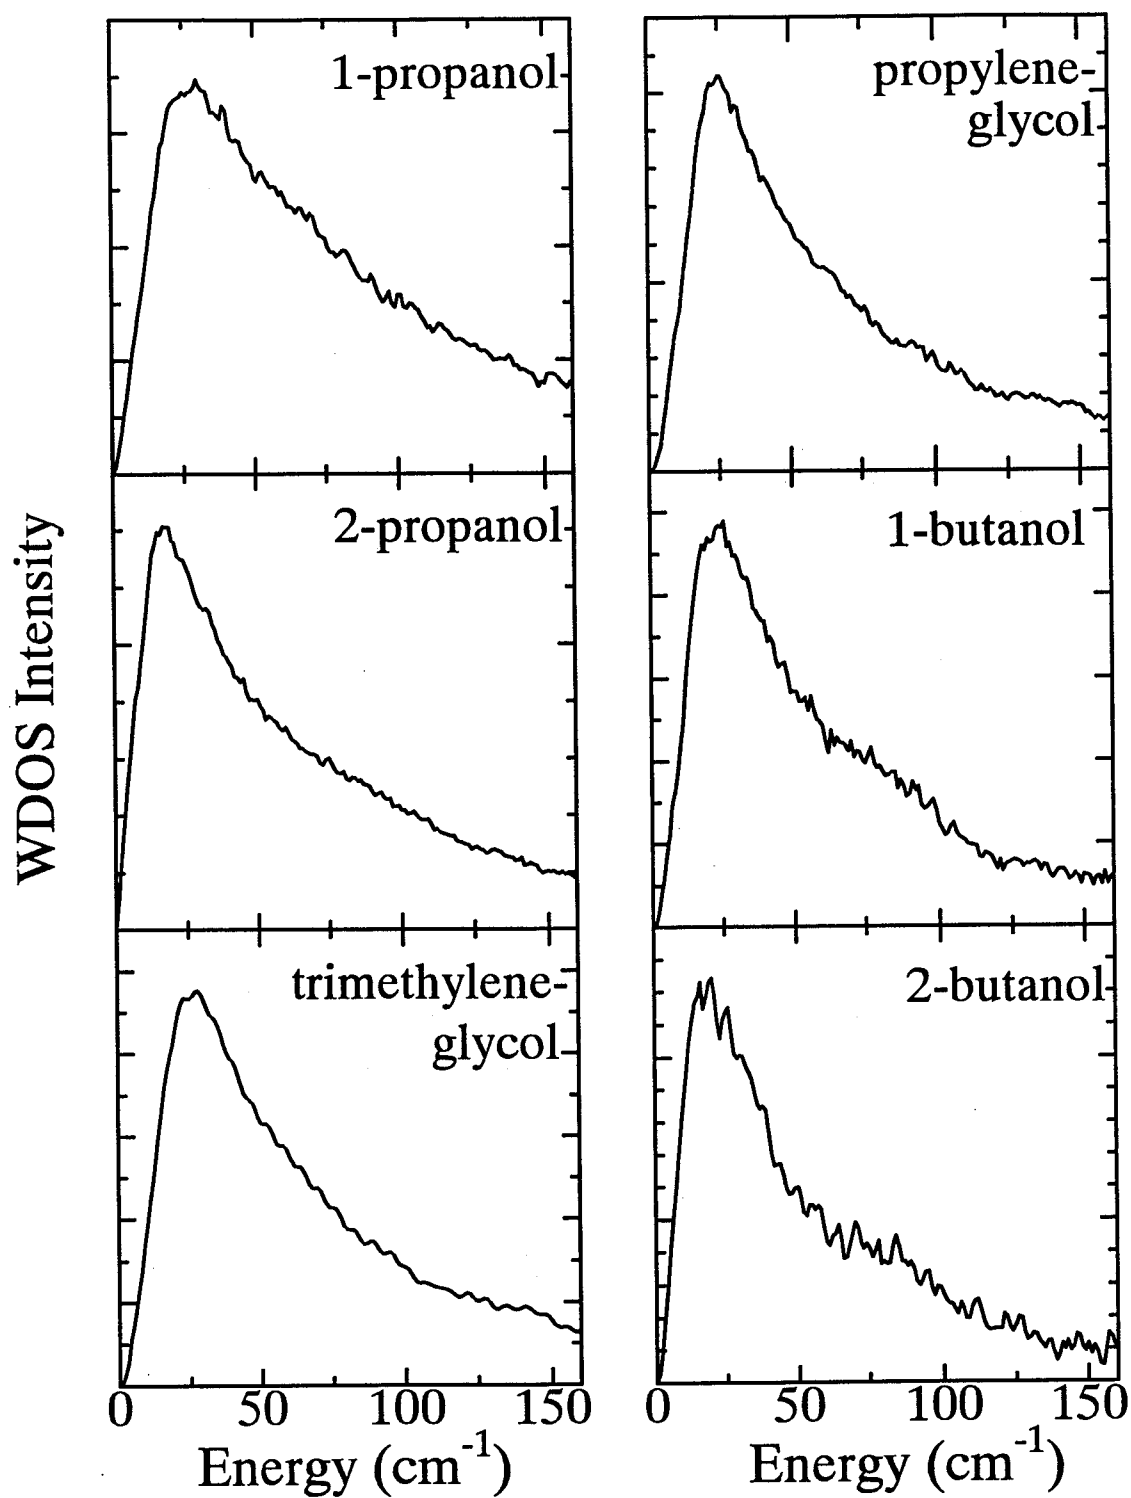 1-propanol
propylene-
glycol
2-propanol
1-butanol
trimethylene-
glycol
2-butanol
WDOS Intensity
0 50 100 150
0 50 100 150
Energy (cm-1)
Energy (cm-1)